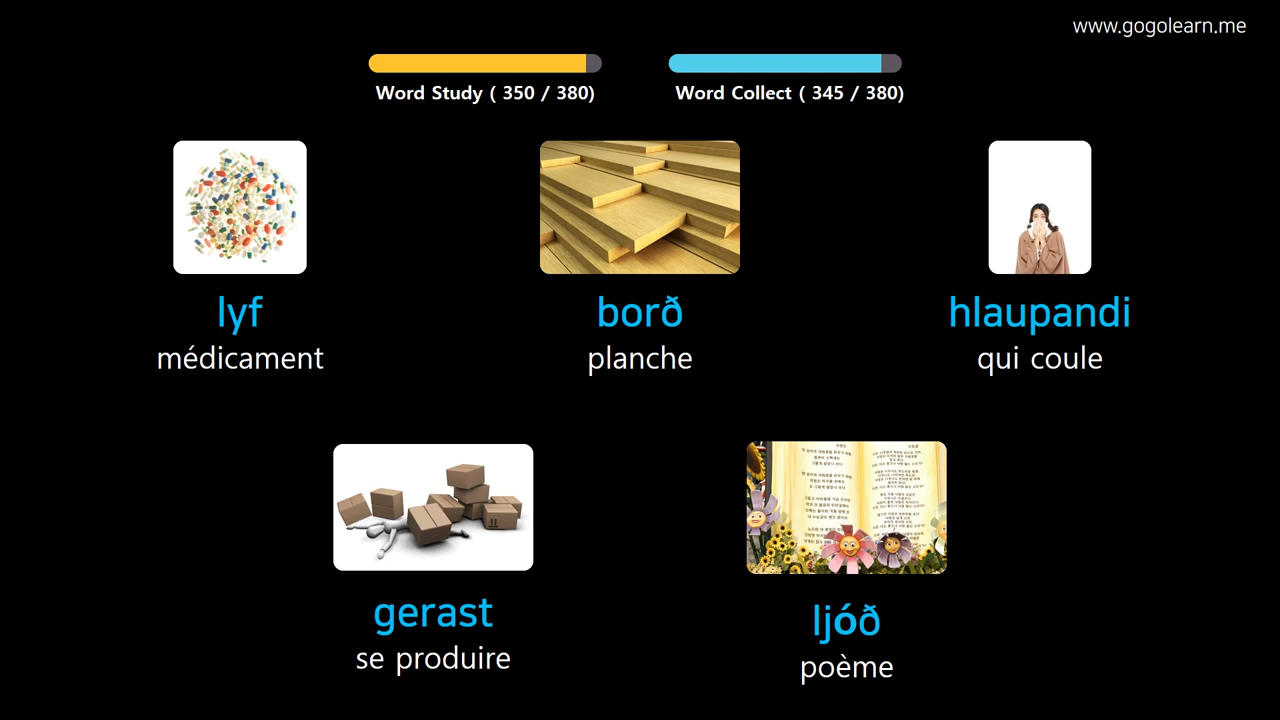 www.gogolearn.me
Word Study ( 350 / 380)
Word Collect ( 345 / 380)
lyf
médicament
borð
planche
hlaupandi
qui coule
gerast
se produire
ljóð
poème